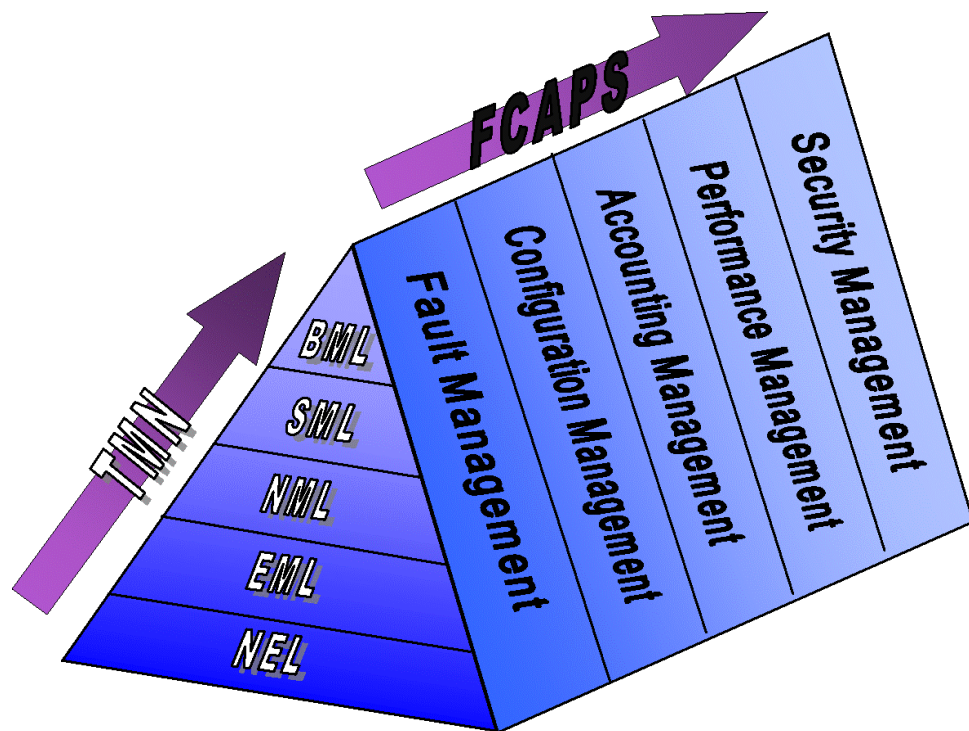 FCAPS
TMN
BML
SML
NML
EML
NEL
Fault Management
Configuration Management
Accounting Management
Performance Management
Security Management